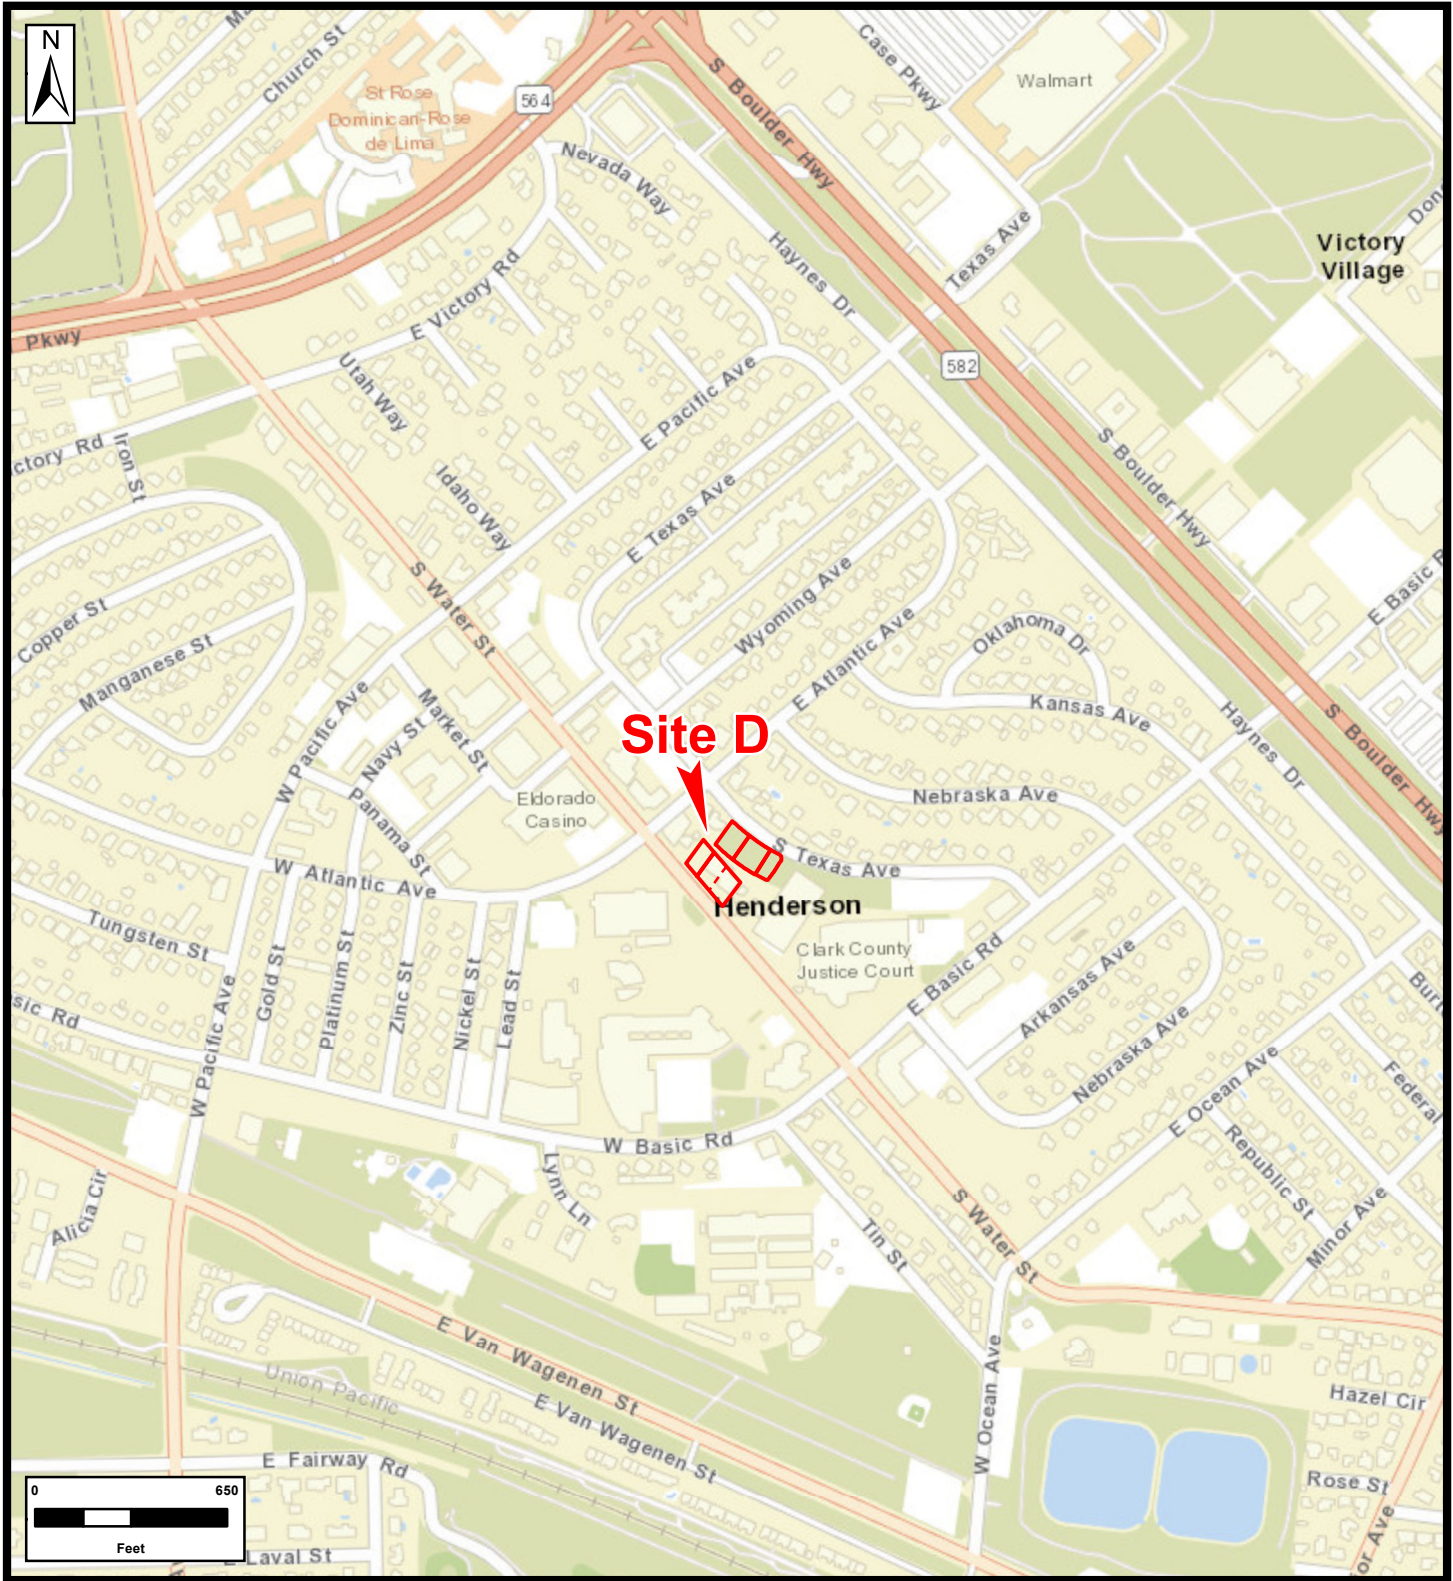 N
Ma
Church St
St Rose
Dominican-Rose
de Lima
564
S Boulder Hwy
Case Pkwy
Walmart
Nevada Way
Haynes Dr
Texas Ave
Victory
Village
Don
Pkwy
E Victory Rd
Utah Way
582
E Pacific Ave
ctory Rd
Iron St
Idaho Way
E Texas Ave
S Boulder Hwy
S Water St
Wyoming Ave
E Basic R
Copper St
Manganese St
E Atlantic Ave
Oklahoma Dr
Kansas Ave
W Pacific Ave
Market St
Navy St
Site D
Haynes Dr
S Boulder Hwy
Panama St
Eldorado
Casino
Nebraska Ave
S Texas Ave
W Atlantic Ave
Henderson
Tungsten St
Clark County
Justice Court
E Basic Rd
Arkansas Ave
Gold St
Platinum St
Zinc St
Nickel St
Lead St
sic Rd
W Pacific Ave
Nebraska Ave
Burt
Federal
E Ocean Ave
Republic St
W Basic Rd
Lynn Ln
Alicia Cir
Tin St
S Water St
Minor Ave
E Van Wagenen St
Union Pacific
E Van Wagenen St
W Ocean Ave
Hazel Cir
E Fairway Rd
Rose St
or Ave
0 650
Feet
E Laval St